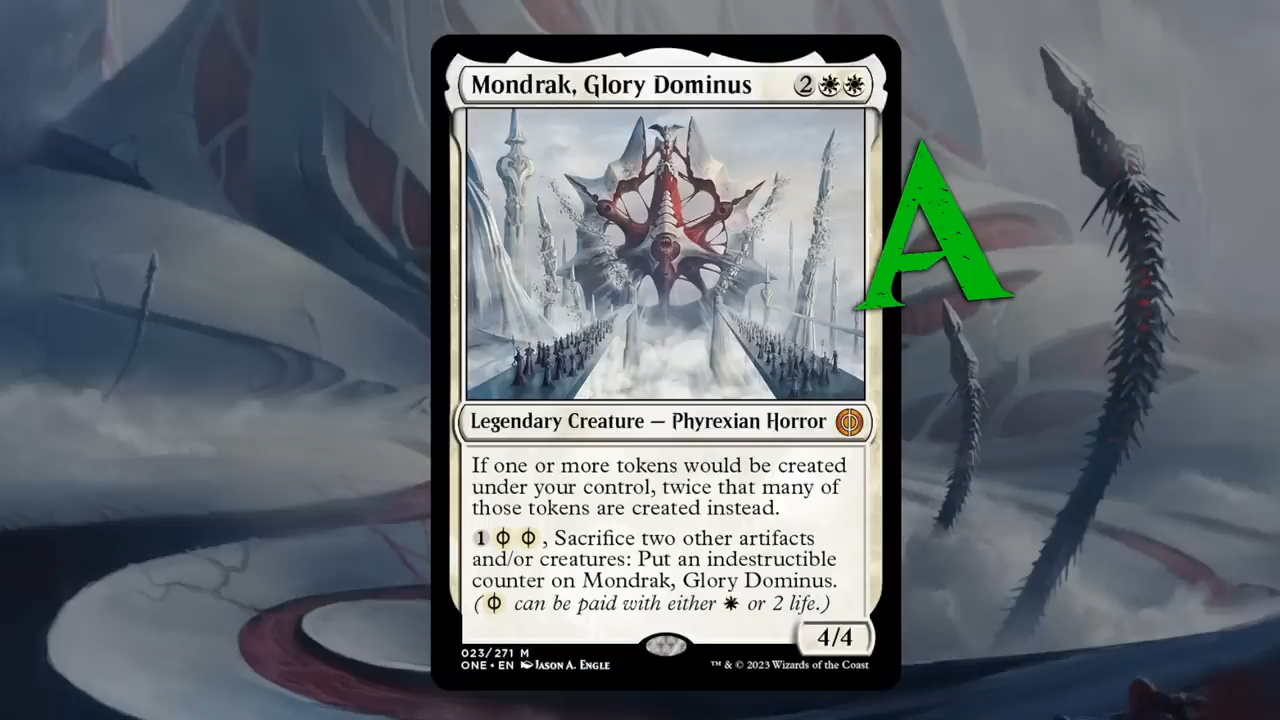 Mondrak, Glory Dominus 2
A
Legendary Creature — Phyrexian Horror
If one or more tokens would be created
under your control, twice that many of
those tokens are created instead.
1, Sacrifice two other artifacts
and/or creatures: Put an indestructible
counter on Mondrak, Glory Dominus.
( can be paid with either or 2 life.)
4/4
023/271 M
ONE • EN Jason A. Engle
™ & © 2023 Wizards of the Coast